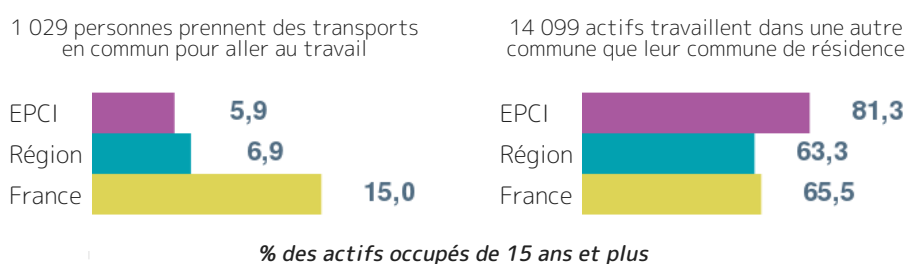 1 029 personnes prennent des transports
en commun pour aller au travail
EPCI 5,9
Région 6,9
France 15,0
14 099 actifs travaillent dans une autre
commune que leur commune de résidence
EPCI 81,3
Région 63,3
France 65,5
% des actifs occupés de 15 ans et plus